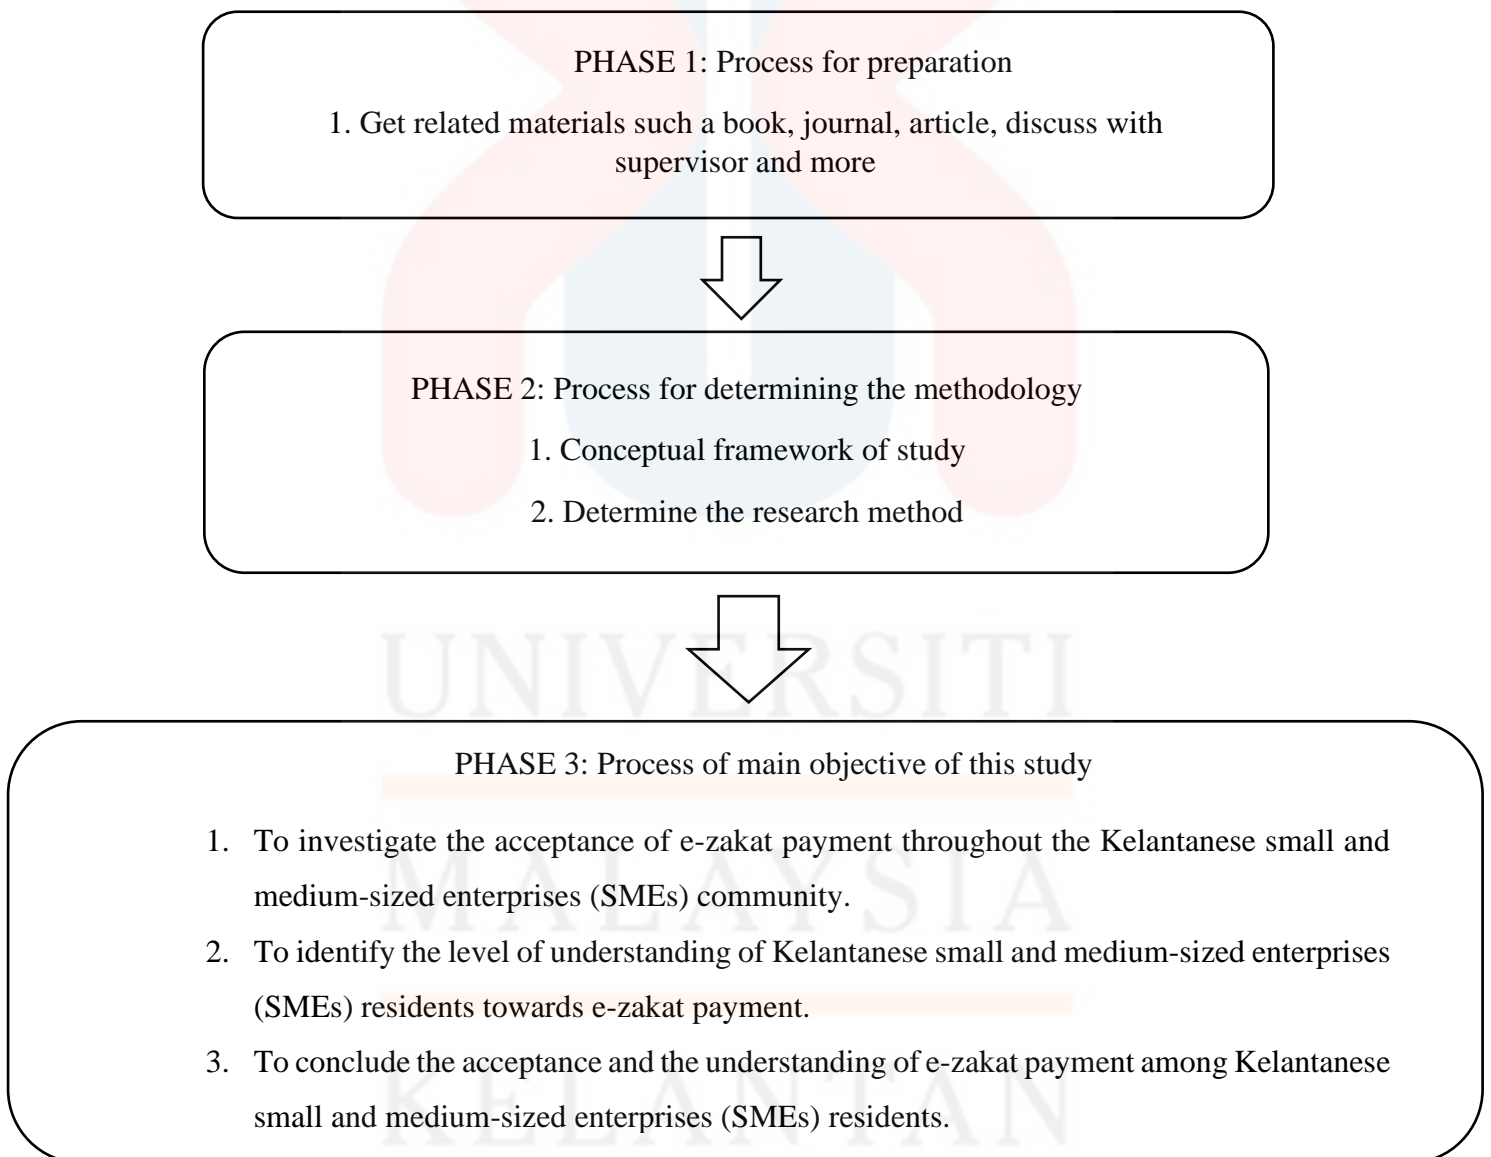 PHASE 1: Process for preparation
1. Get related materials such a book, journal, article, discuss with
supervisor and more
PHASE 2: Process for determining the methodology
1. Conceptual framework of study
2. Determine the research method
UNIVERSITI
PHASE 3: Process of main objective of this study
1. To investigate the acceptance of e-zakat payment throughout the Kelantanese small and
medium-sized enterprises (SMEs) community.
MALAYSIA
2. To identify the level of understanding of Kelantanese small and medium-sized enterprises
(SMEs) residents towards e-zakat payment.
3. To conclude the acceptance and the understanding of e-zakat payment among Kelantanese
small and medium-sized enterprises (SMEs) residents.
KELANTAN